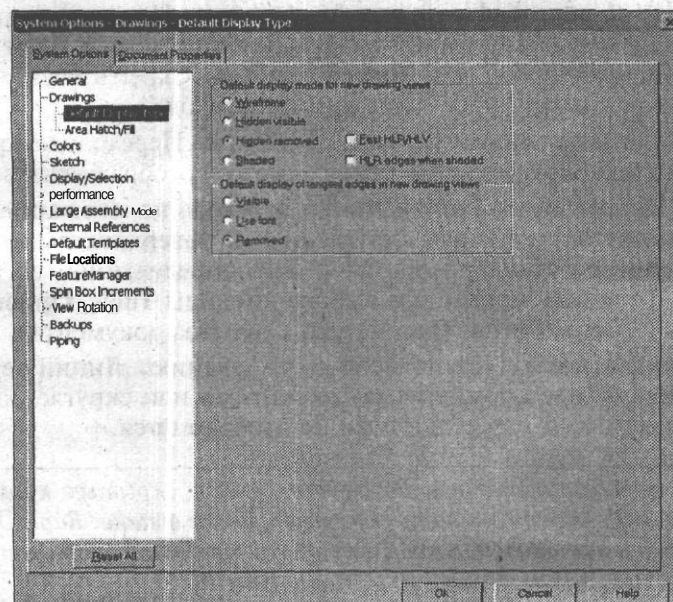 System Options - Drawings - Default Display Type
System Options
Document Properties
General
Drawings
Default Display Type
Area Hatch/Fill
Colors
Sketch
Display/Selection
performance
Large Assembly Mode
External References
Default Templates
File Locations
FeatureManager
Spin Box Increments
View Rotation
Backups
Piping
Default display mode for new drawing views
Wireframe
Hidden visible
Hidden removed
Fast HLR/HLV
Shaded
HLR edges when shaded
Default display of tangent edges in new drawing views
Visible
Use font
Removed
Reset All
Ok
Cancel
Help